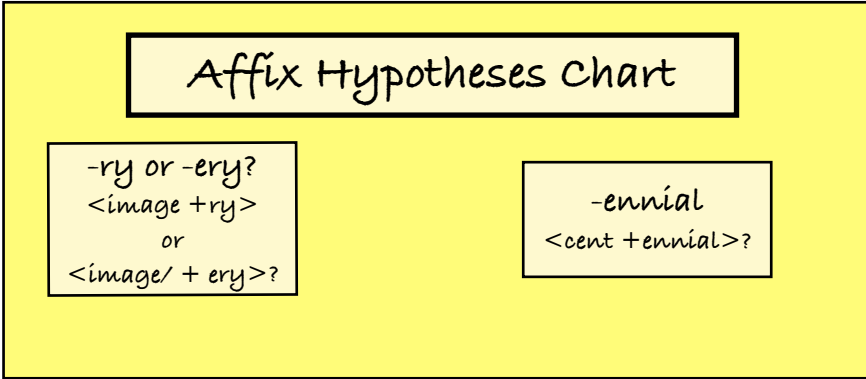 Affix Hypotheses Chart
-ry or -ery?
<image +ry>
or
<image/ + ery>?
-ennial
<cent +ennial>?